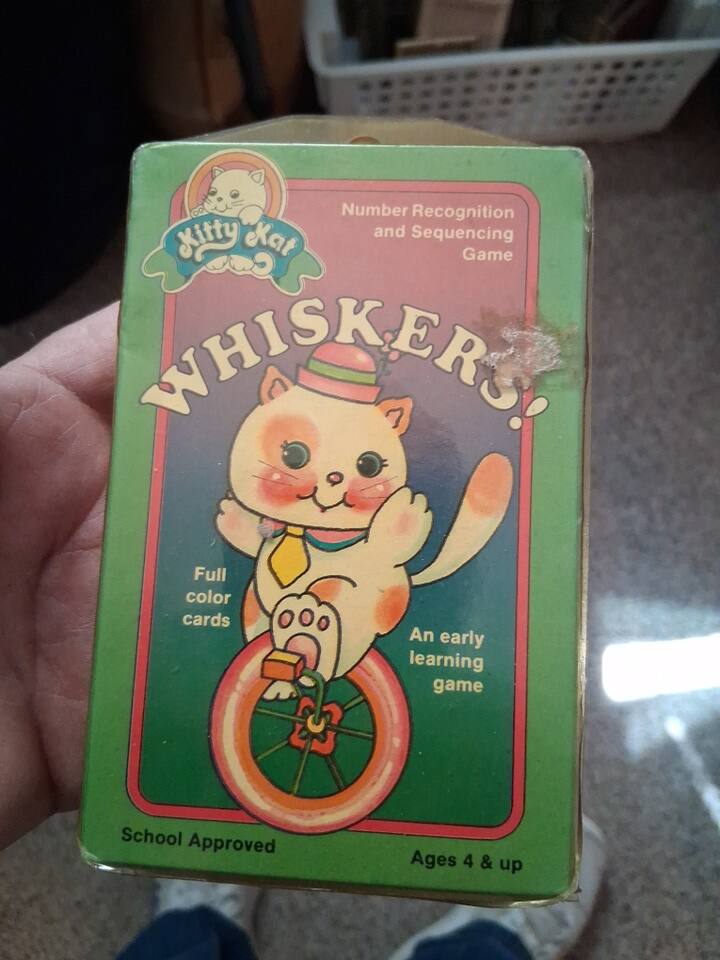 Kitty Kat
Number Recognition
and Sequencing
Game
WHISKERS!
Full
color
cards
An early
learning
game
School Approved
Ages 4 & up